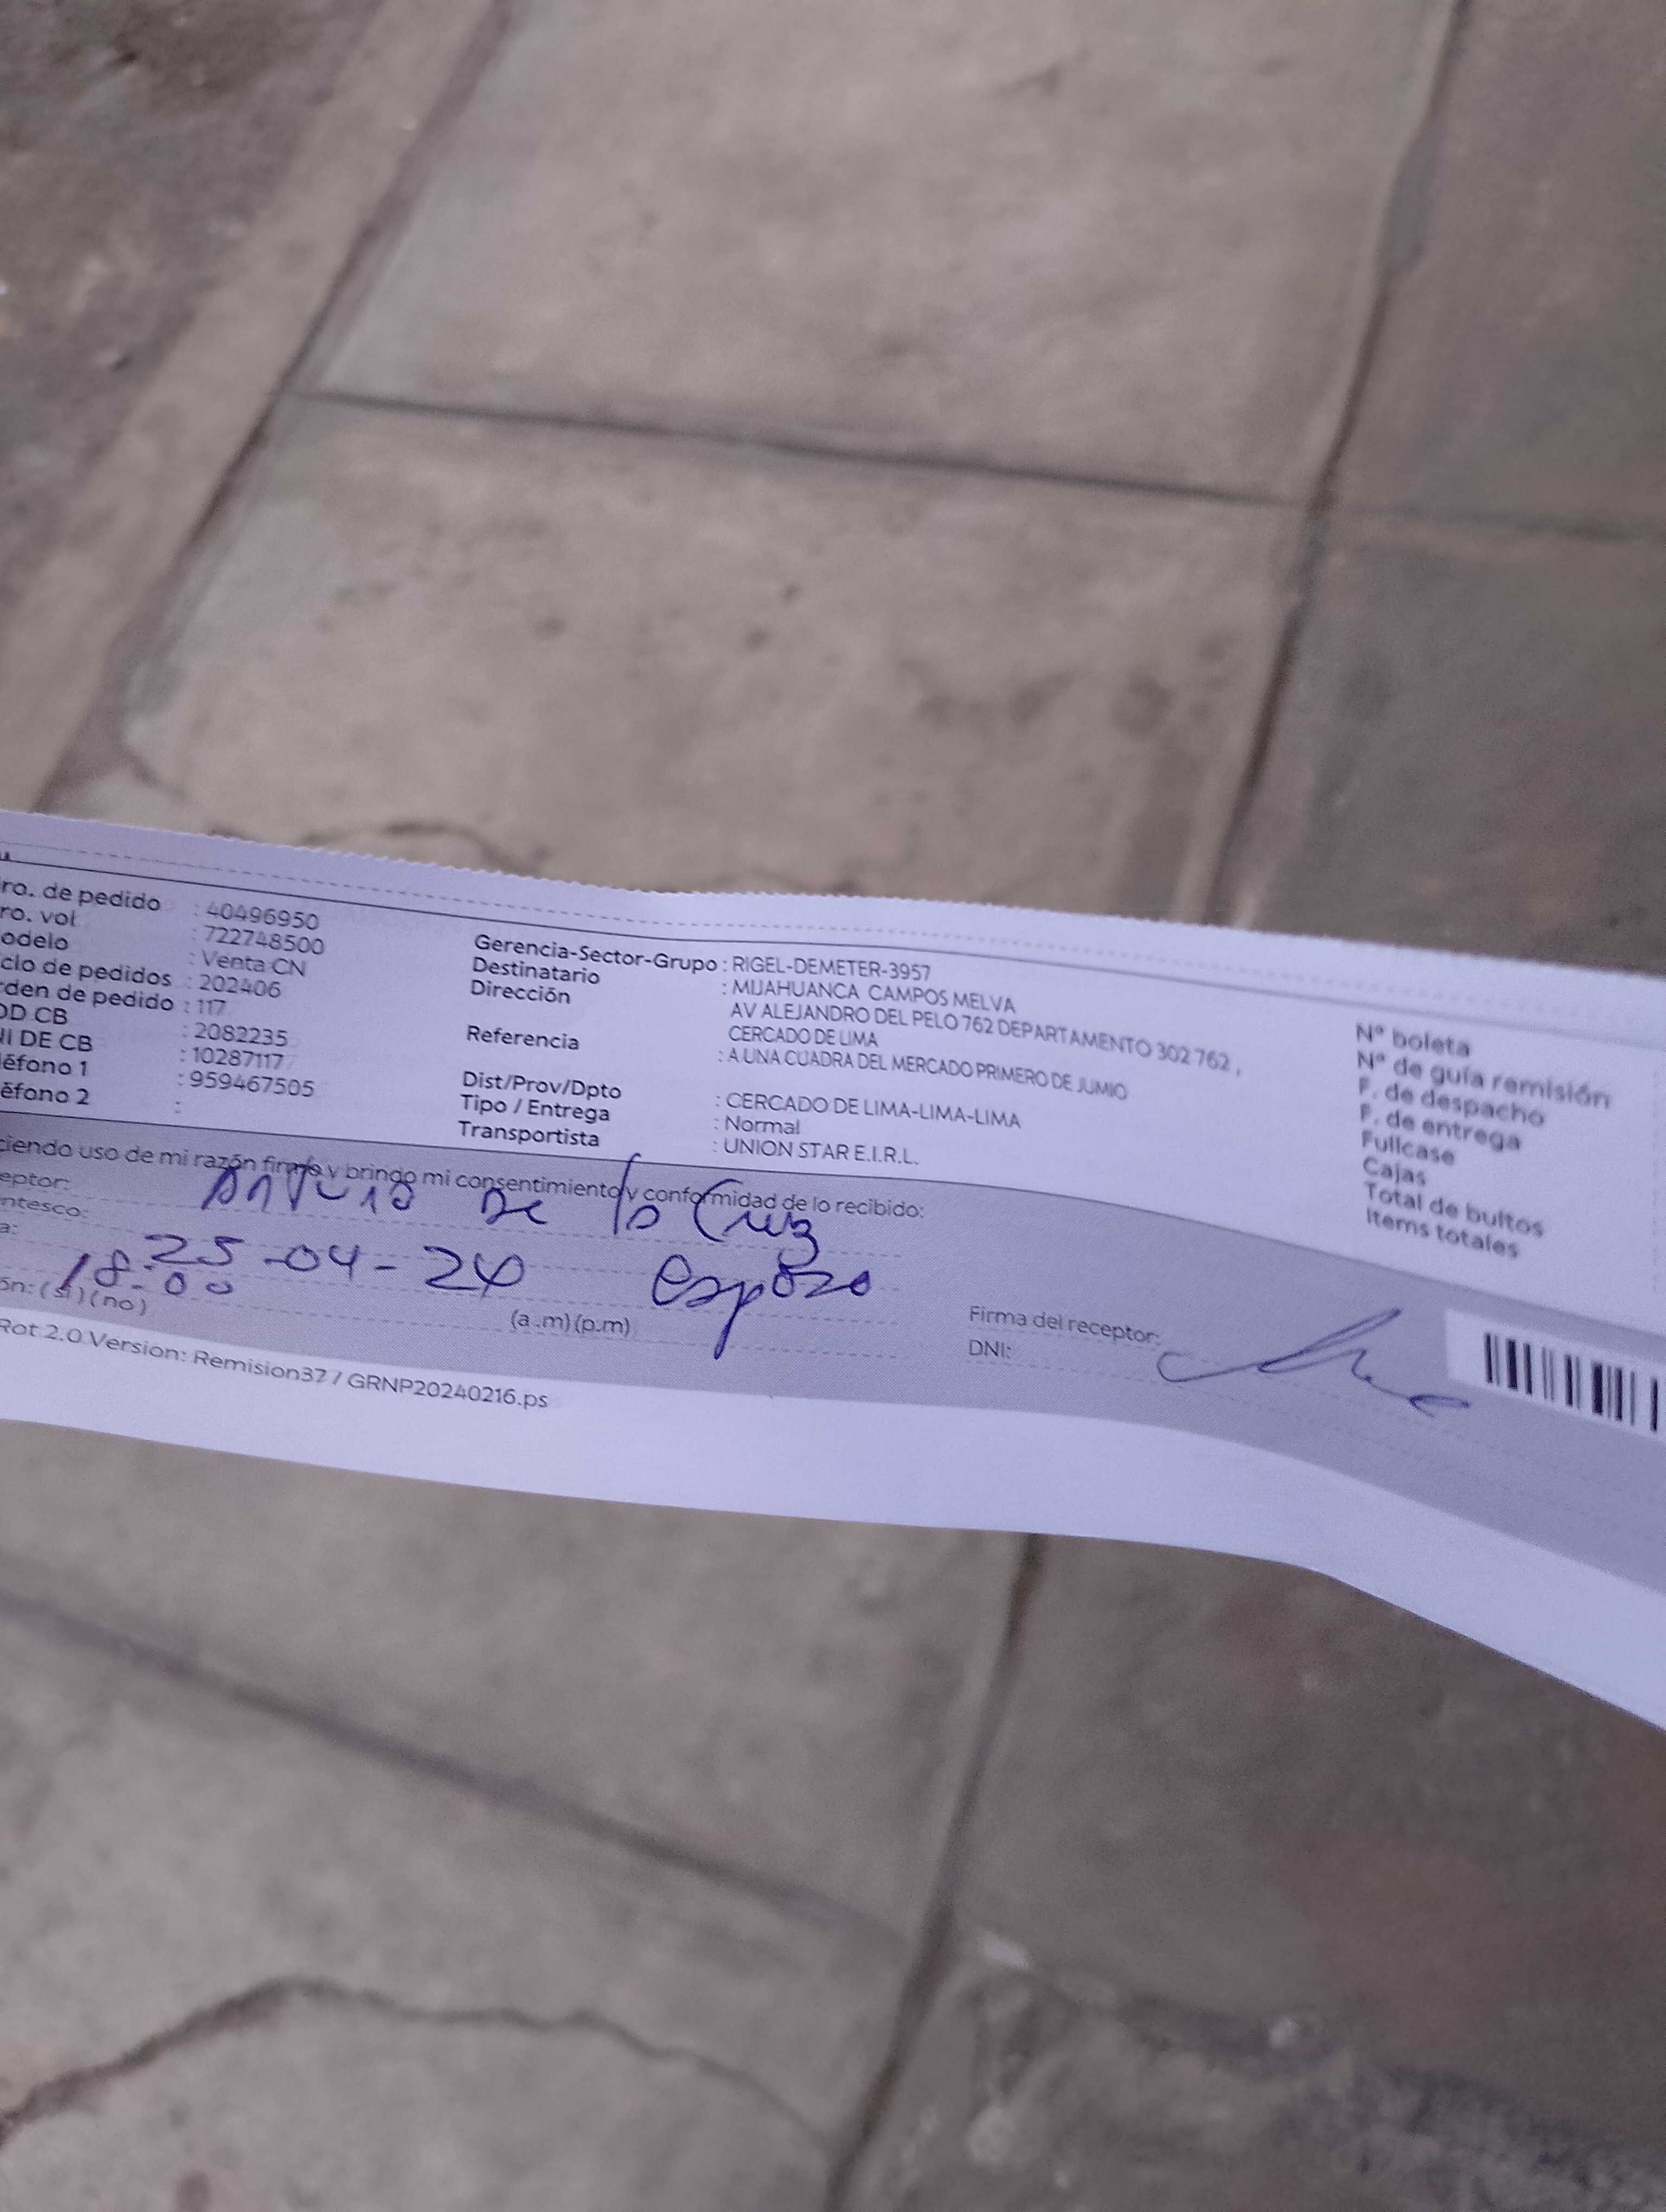 ro. de pedido : 40496950
ro. vol : 722748500
odelo : Venta CN
clo de pedidos : 202406
rden de pedido : 117
OD CB : 2082235
NI DE CB : 10287117
léfono 1 : 959467505
éfono 2 :
Gerencia-Sector-Grupo : RIGEL-DEMETER-3957
Destinatario : MIJAHUANCA CAMPOS MELVA
Dirección AV ALEJANDRO DEL PELO 762 DEPARTAMENTO 302 762 ,
CERCADO DE LIMA
Referencia : A UNA CUADRA DEL MERCADO PRIMERO DE JUMIO
Dist/Prov/Dpto : CERCADO DE LIMA-LIMA-LIMA
Tipo / Entrega : Normal
Transportista : UNION STAR E.I.R.L.
Nº boleta
Nº de guía remisión
F. de despacho
F. de entrega
Fullcase
Cajas
Total de bultos
Items totales
ciendo uso de mi razón firmo y brindo mi consentimiento y conformidad de lo recibido:
eptor: De la Cruz
ntesco: esposo
a: 25-04-24
18:00 (a.m) (p.m)
ón: (si) (no)
Firma del receptor:
DNI:
Rot 2.0 Version: Remision37 / GRNP20240216.ps